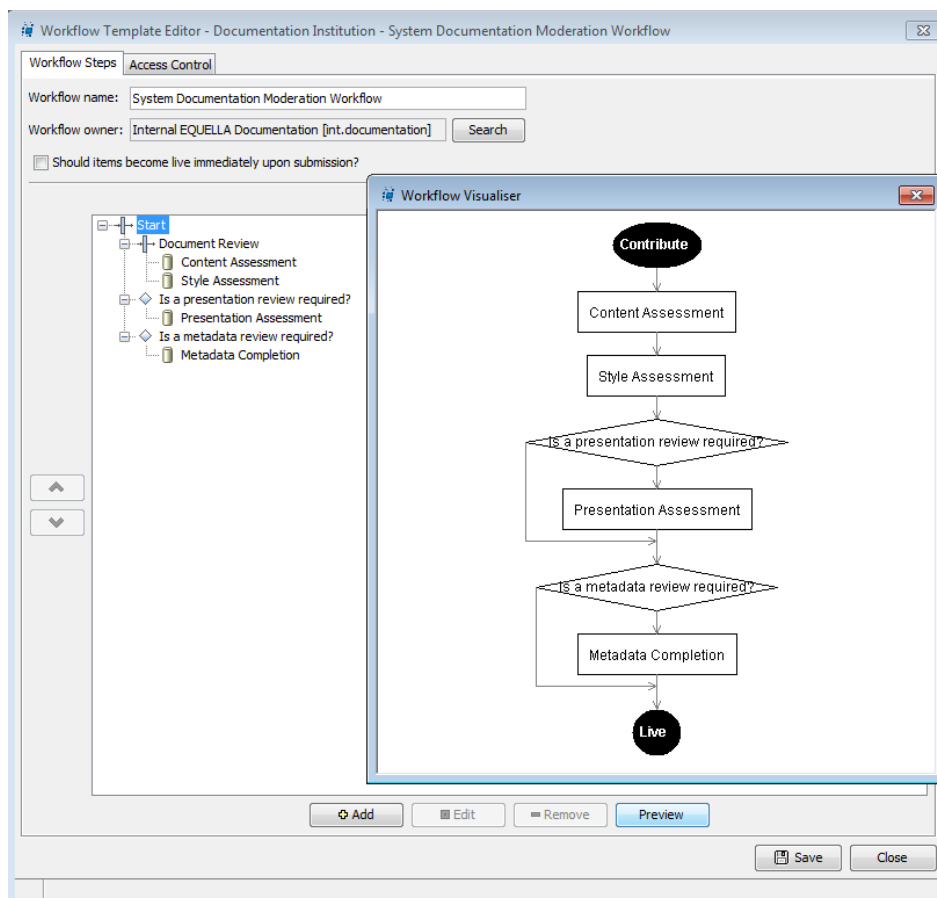 Workflow Template Editor - Documentation Institution - System Documentation Moderation Workflow
Workflow Steps Access Control
Workflow name: System Documentation Moderation Workflow
Workflow owner: Internal EQUELLA Documentation [int.documentation] Search
Should items become live immediately upon submission?
Start
Document Review
Content Assessment
Style Assessment
Is a presentation review required?
Presentation Assessment
Is a metadata review required?
Metadata Completion
Workflow Visualiser
Contribute
Content Assessment
Style Assessment
Is a presentation review required?
Presentation Assessment
Is a metadata review required?
Metadata Completion
Live
Add Edit Remove Preview
Save Close